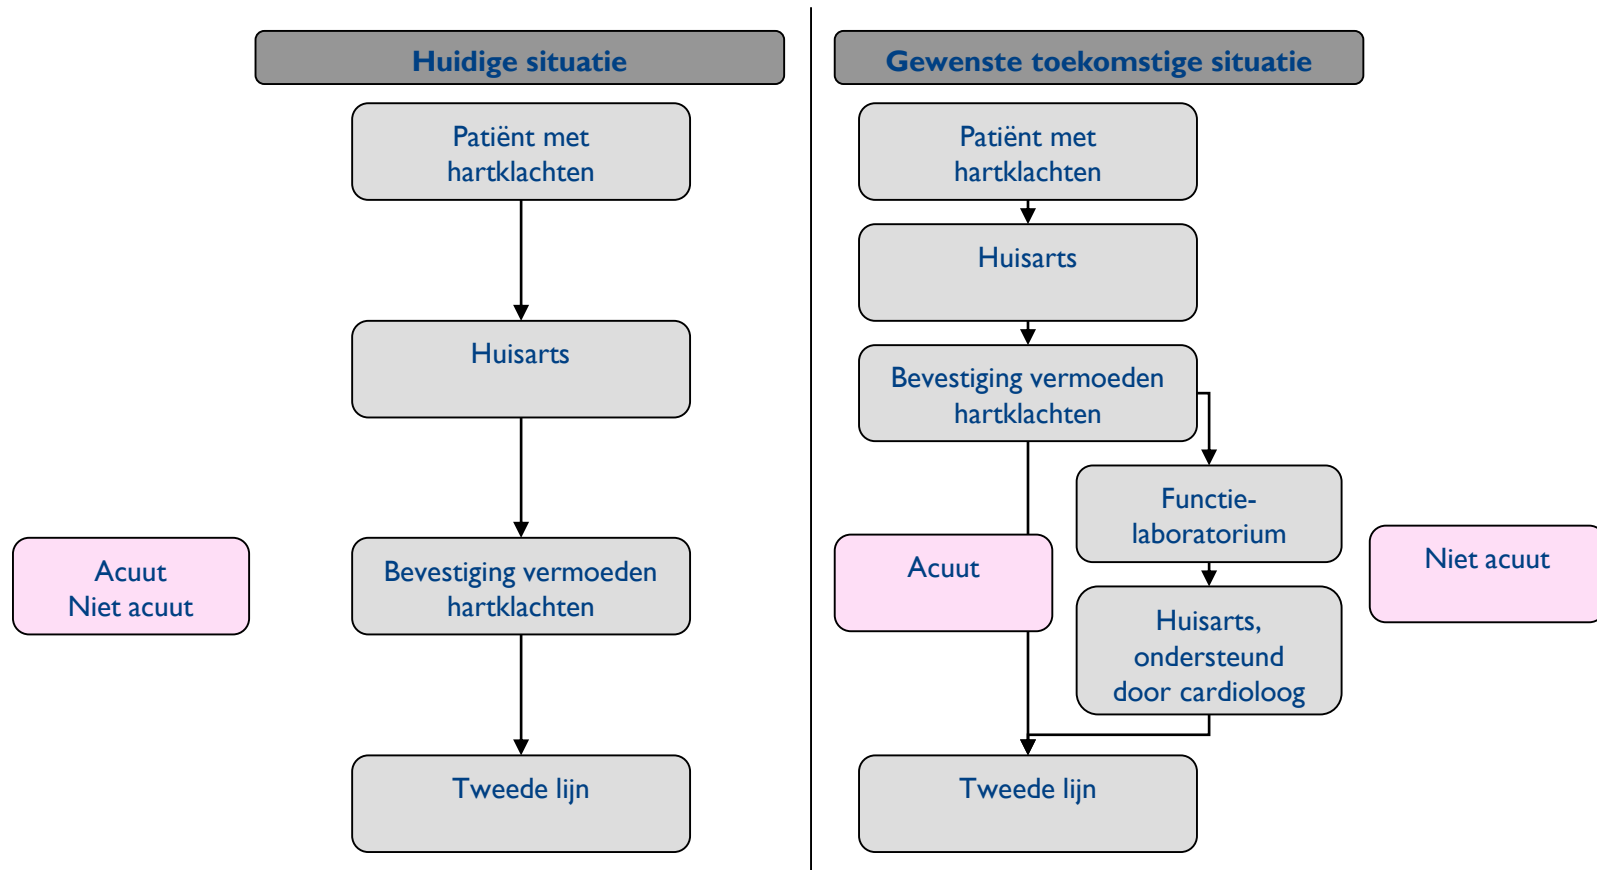 Huidige situatie
Patiënt met
hartklachten
Huisarts
Acuut
Niet acuut
Bevestiging vermoeden
hartklachten
Tweede lijn
Gewenste toekomstige situatie
Patiënt met
hartklachten
Huisarts
Bevestiging vermoeden
hartklachten
Functie-
laboratorium
Acuut
Niet acuut
Huisarts,
ondersteund
door cardioloog
Tweede lijn